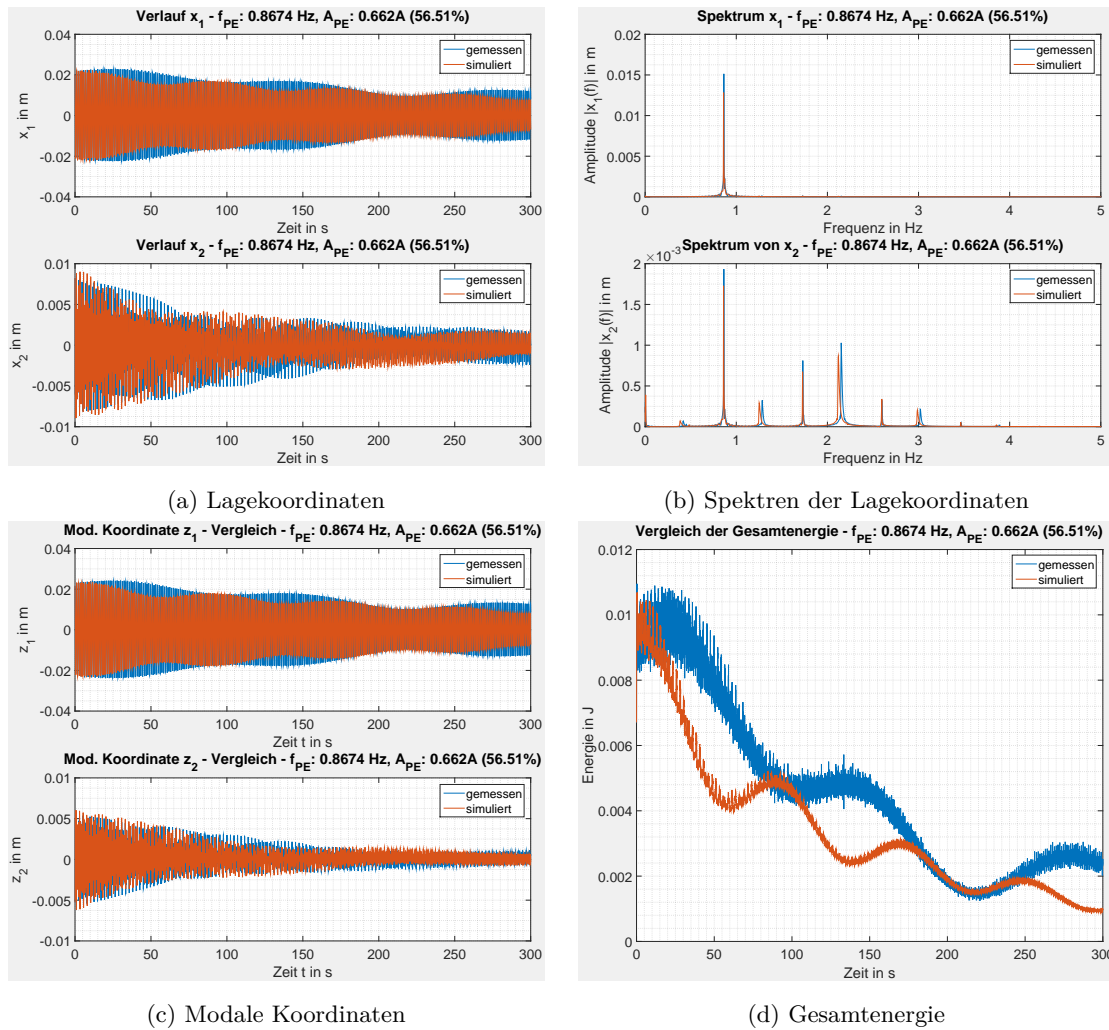 Verlauf x1 - fPE: 0.8674 Hz, APE: 0.662A (56.51%)
0.04
0.02
0
-0.02
-0.04
x1 in m
0 50 100 150 200 250 300
Zeit in s
gemessen
simuliert
Verlauf x2 - fPE: 0.8674 Hz, APE: 0.662A (56.51%)
0.01
0.005
0
-0.005
-0.01
x2 in m
0 50 100 150 200 250 300
Zeit in s
gemessen
simuliert
(a) Lagekoordinaten
Spektrum x1 - fPE: 0.8674 Hz, APE: 0.662A (56.51%)
0.02
0.015
0.01
0.005
0
Amplitude |x1(f)| in m
0 1 2 3 4 5
Frequenz in Hz
gemessen
simuliert
Spektrum von x2 - fPE: 0.8674 Hz, APE: 0.662A (56.51%)
×10-3
2
1.5
1
0.5
0
Amplitude |x2(f)| in m
0 1 2 3 4 5
Frequenz in Hz
gemessen
simuliert
(b) Spektren der Lagekoordinaten
Mod. Koordinate z1 - Vergleich - fPE: 0.8674 Hz, APE: 0.662A (56.51%)
0.04
0.02
0
-0.02
-0.04
z1 in m
0 50 100 150 200 250 300
Zeit t in s
gemessen
simuliert
Mod. Koordinate z2 - Vergleich - fPE: 0.8674 Hz, APE: 0.662A (56.51%)
0.01
0.005
0
-0.005
-0.01
z2 in m
0 50 100 150 200 250 300
Zeit t in s
gemessen
simuliert
(c) Modale Koordinaten
Vergleich der Gesamtenergie - fPE: 0.8674 Hz, APE: 0.662A (56.51%)
0.012
0.01
0.008
0.006
0.004
0.002
0
Energie in J
0 50 100 150 200 250 300
Zeit in s
gemessen
simuliert
(d) Gesamtenergie